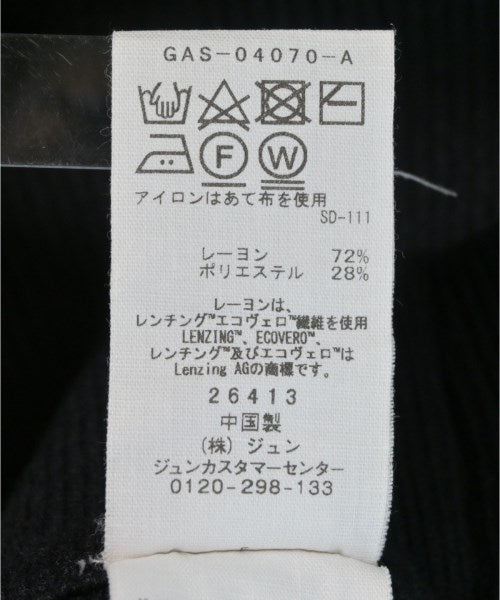 GAS-04070-A
F W
アイロンはあて布を使用
SD-111
レーヨン 72%
ポリエステル 28%
レーヨンは、
レンチング™エコヴェロ™繊維を使用
LENZING™、ECOVERO™、
レンチング™及びエコヴェロ™は
Lenzing AGの商標です。
26413
中国製
(株)ジュン
ジュンカスタマーセンター
0120-298-133